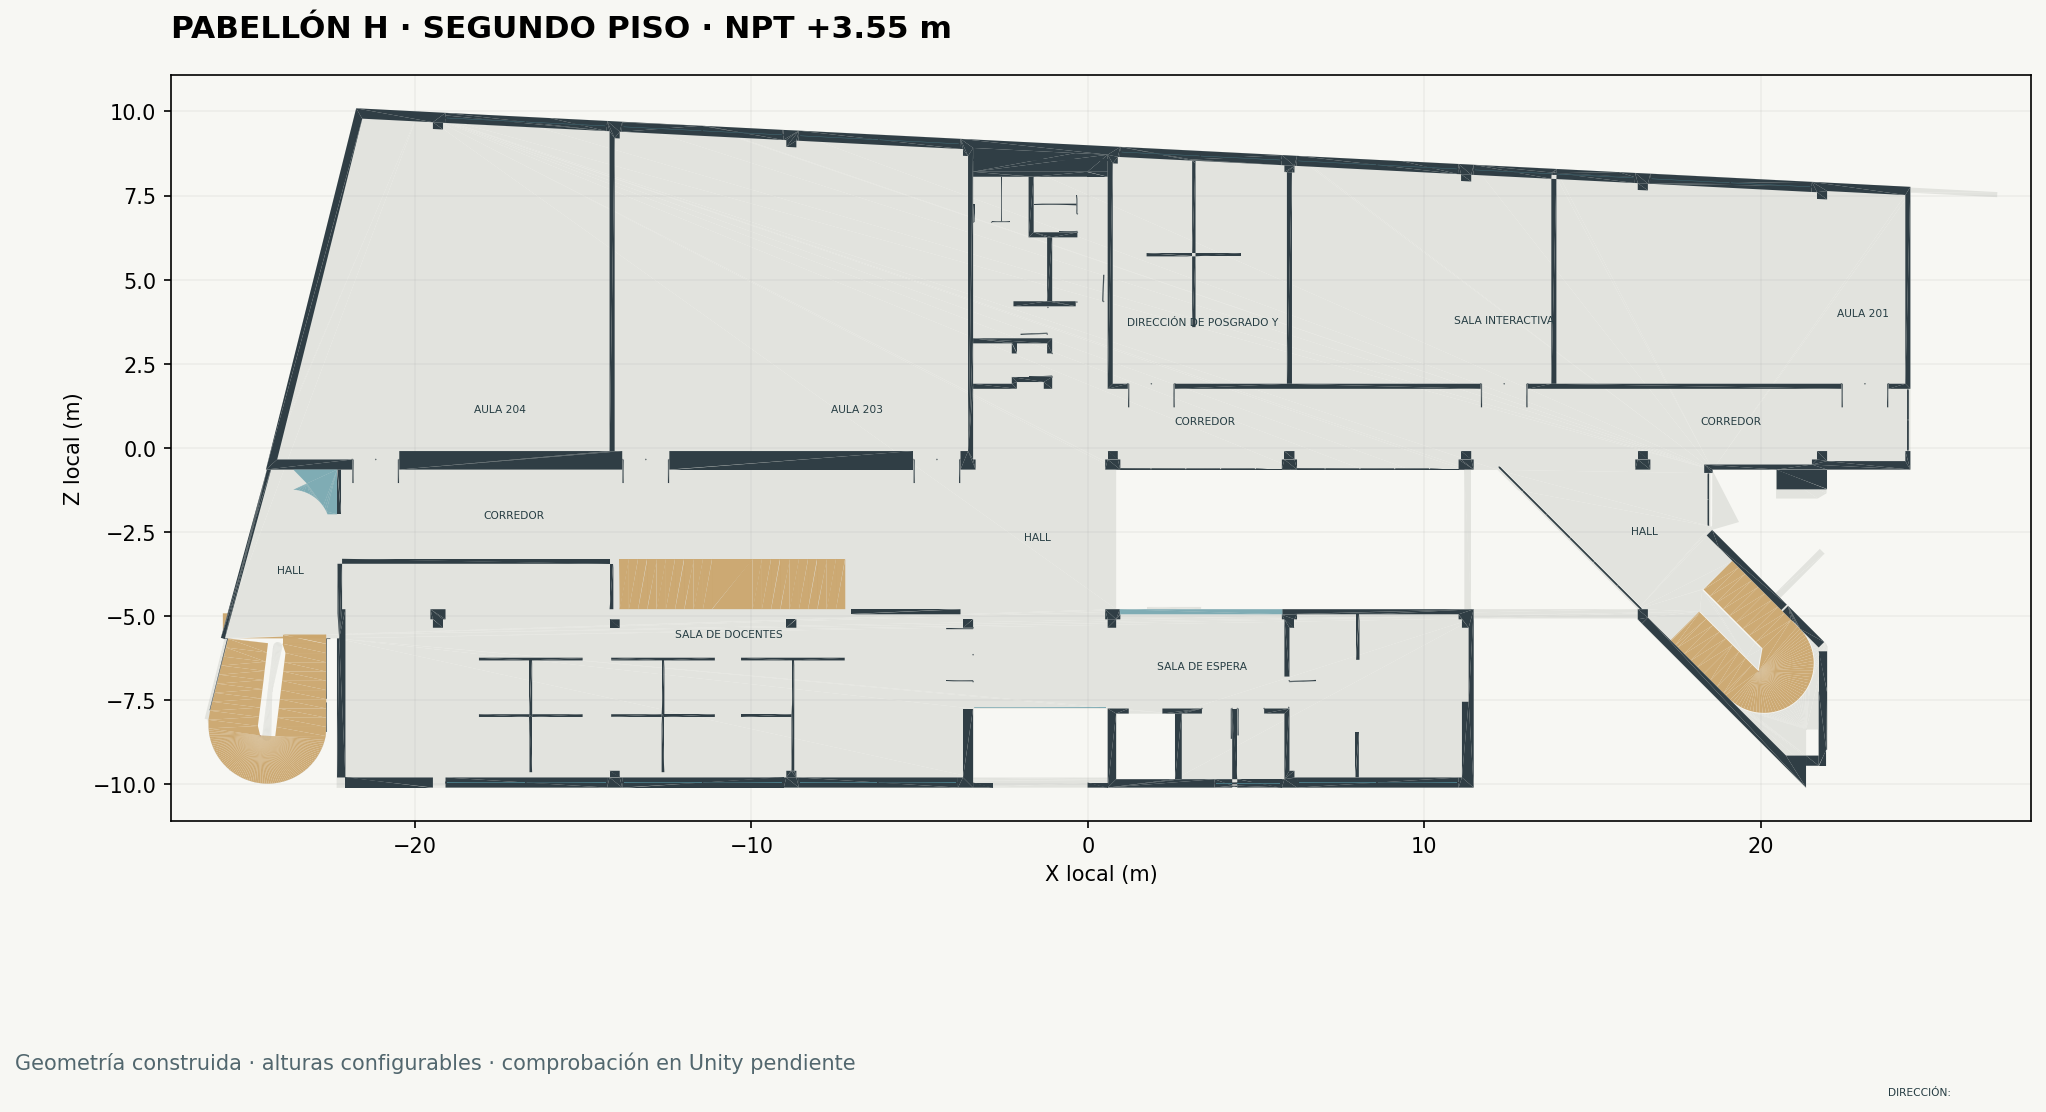 PABELLÓN H · SEGUNDO PISO · NPT +3.55 m
10.0
7.5
5.0
2.5
0.0
−2.5
−5.0
−7.5
−10.0
Z local (m)
DIRECCIÓN DE POSGRADO Y
SALA INTERACTIVA
AULA 201
AULA 204
AULA 203
CORREDOR
CORREDOR
CORREDOR
HALL
HALL
HALL
SALA DE DOCENTES
SALA DE ESPERA
−20
−10
0
10
20
X local (m)
Geometría construida · alturas configurables · comprobación en Unity pendiente
DIRECCIÓN: